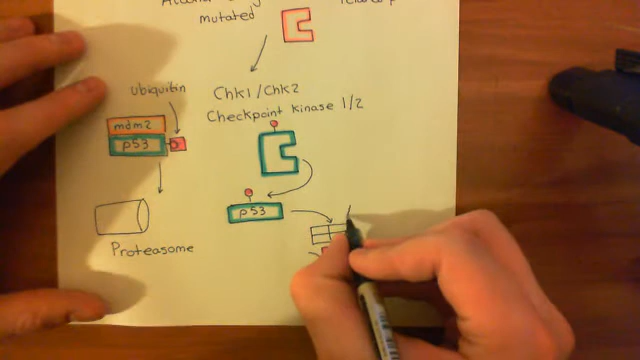 mutated
ubiquitin
Chk1/Chk2
Checkpoint kinase 1/2
mdm2
p53
p53
Proteasome